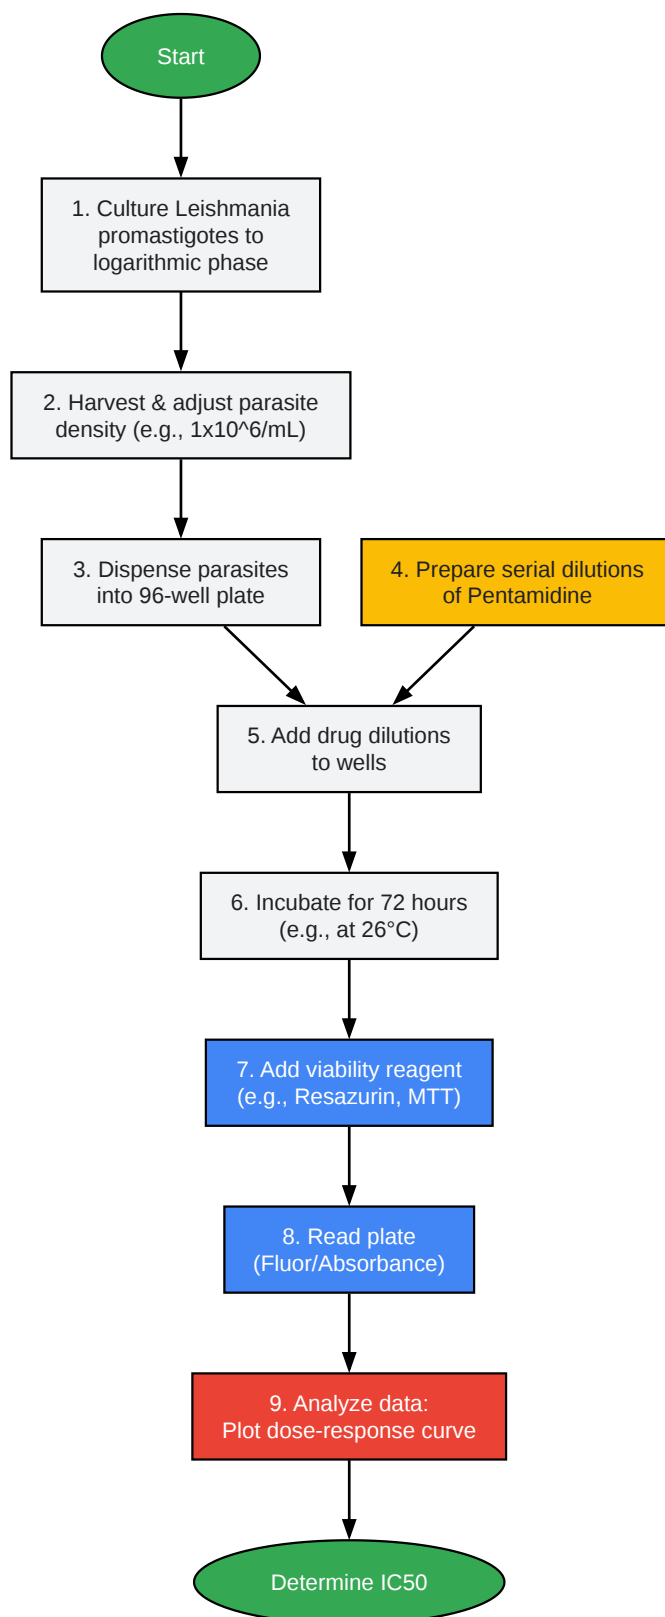 Start
1. Culture Leishmania
promastigotes to
logarithmic phase
2. Harvest & adjust parasite
density (e.g., 1x10^6/mL)
3. Dispense parasites
into 96-well plate
4. Prepare serial dilutions
of Pentamidine
5. Add drug dilutions
to wells
6. Incubate for 72 hours
(e.g., at 26°C)
7. Add viability reagent
(e.g., Resazurin, MTT)
8. Read plate
(Fluor/Absorbance)
9. Analyze data:
Plot dose-response curve
Determine IC50